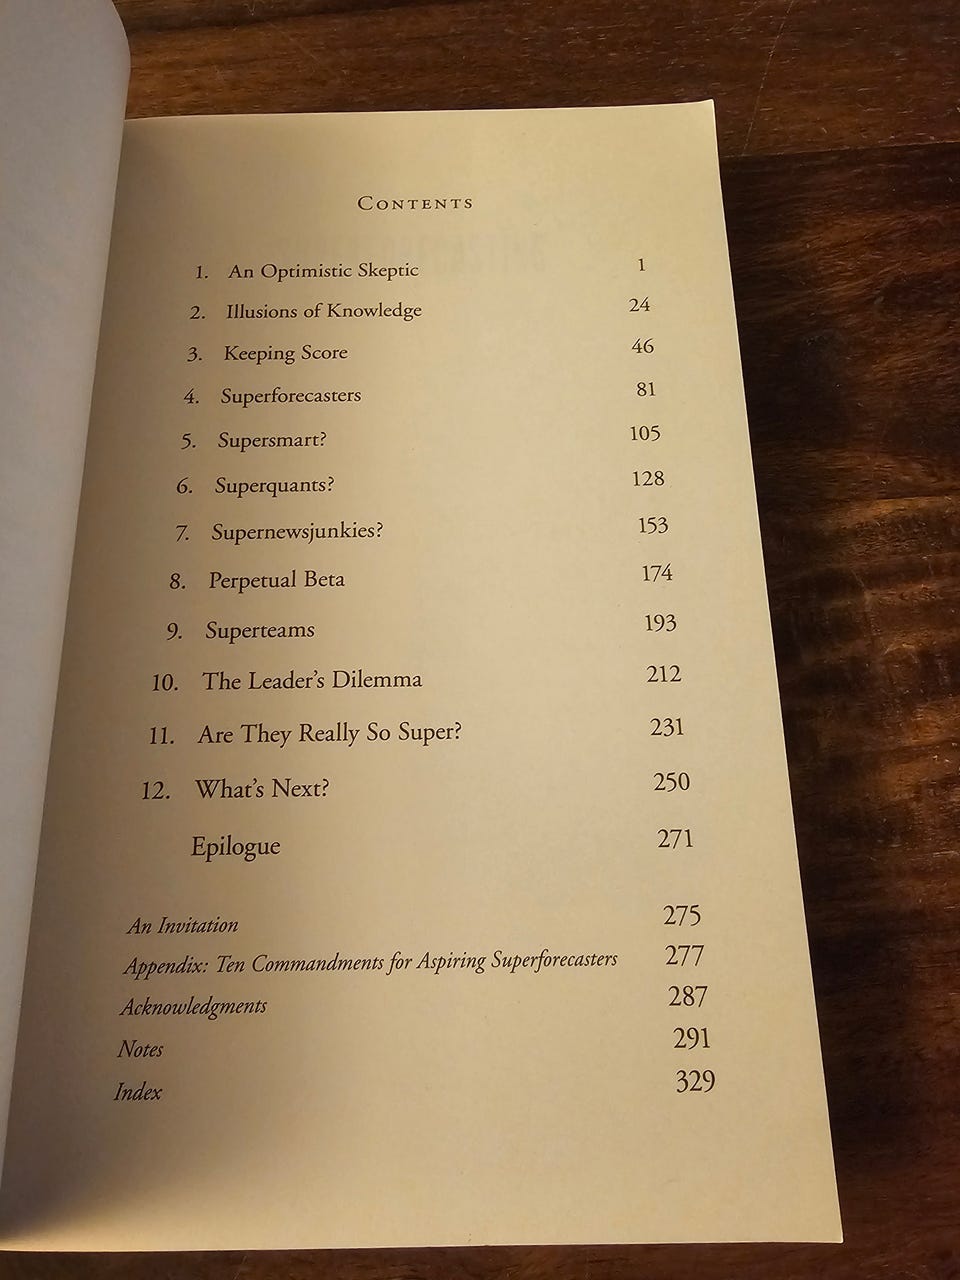 Contents
1. An Optimistic Skeptic 1
2. Illusions of Knowledge 24
3. Keeping Score 46
4. Superforecasters 81
5. Supersmart? 105
6. Superquants? 128
7. Supernewsjunkies? 153
8. Perpetual Beta 174
9. Superteams 193
10. The Leader's Dilemma 212
11. Are They Really So Super? 231
12. What's Next? 250
Epilogue 271
An Invitation 275
Appendix: Ten Commandments for Aspiring Superforecasters 277
Acknowledgments 287
Notes 291
Index 329